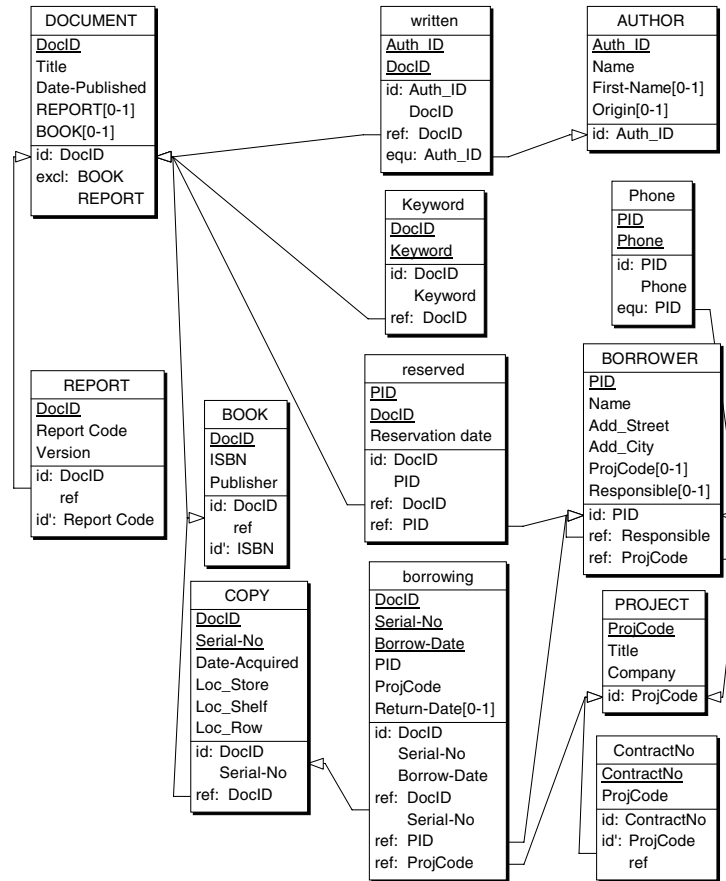 DOCUMENT
DocID
Title
Date-Published
REPORT[0-1]
BOOK[0-1]
id: DocID
excl: BOOK
REPORT
written
Auth_ID
DocID
id: Auth_ID
DocID
ref: DocID
equ: Auth_ID
AUTHOR
Auth_ID
Name
First-Name[0-1]
Origin[0-1]
id: Auth_ID
Keyword
DocID
Keyword
id: DocID
Keyword
ref: DocID
Phone
PID
Phone
id: PID
Phone
equ: PID
REPORT
DocID
Report Code
Version
id: DocID
ref
id': Report Code
BOOK
DocID
ISBN
Publisher
id: DocID
ref
id': ISBN
reserved
PID
DocID
Reservation date
id: DocID
PID
ref: DocID
ref: PID
BORROWER
PID
Name
Add_Street
Add_City
ProjCode[0-1]
Responsible[0-1]
id: PID
ref: Responsible
ref: ProjCode
COPY
DocID
Serial-No
Date-Acquired
Loc_Store
Loc_Shelf
Loc_Row
id: DocID
Serial-No
ref: DocID
borrowing
DocID
Serial-No
Borrow-Date
PID
ProjCode
Return-Date[0-1]
id: DocID
Serial-No
Borrow-Date
ref: DocID
Serial-No
ref: PID
ref: ProjCode
PROJECT
ProjCode
Title
Company
id: ProjCode
ContractNo
ContractNo
ProjCode
id: ContractNo
id': ProjCode
ref